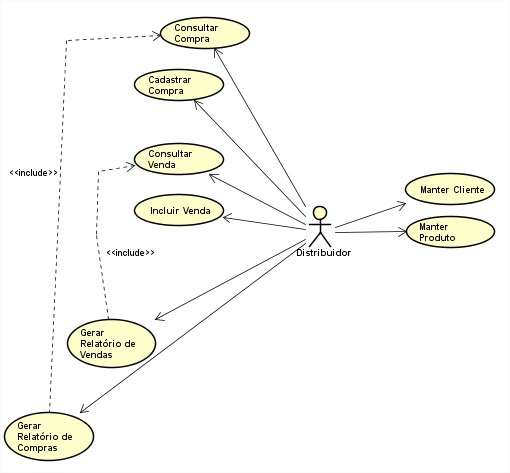 Consultar
Compra
Cadastrar
Compra
<<include>>
Consultar
Venda
Manter Cliente
Incluir Venda
Manter
Produto
<<include>>
Distribuidor
Gerar
Relatório de
Vendas
Gerar
Relatório de
Compras